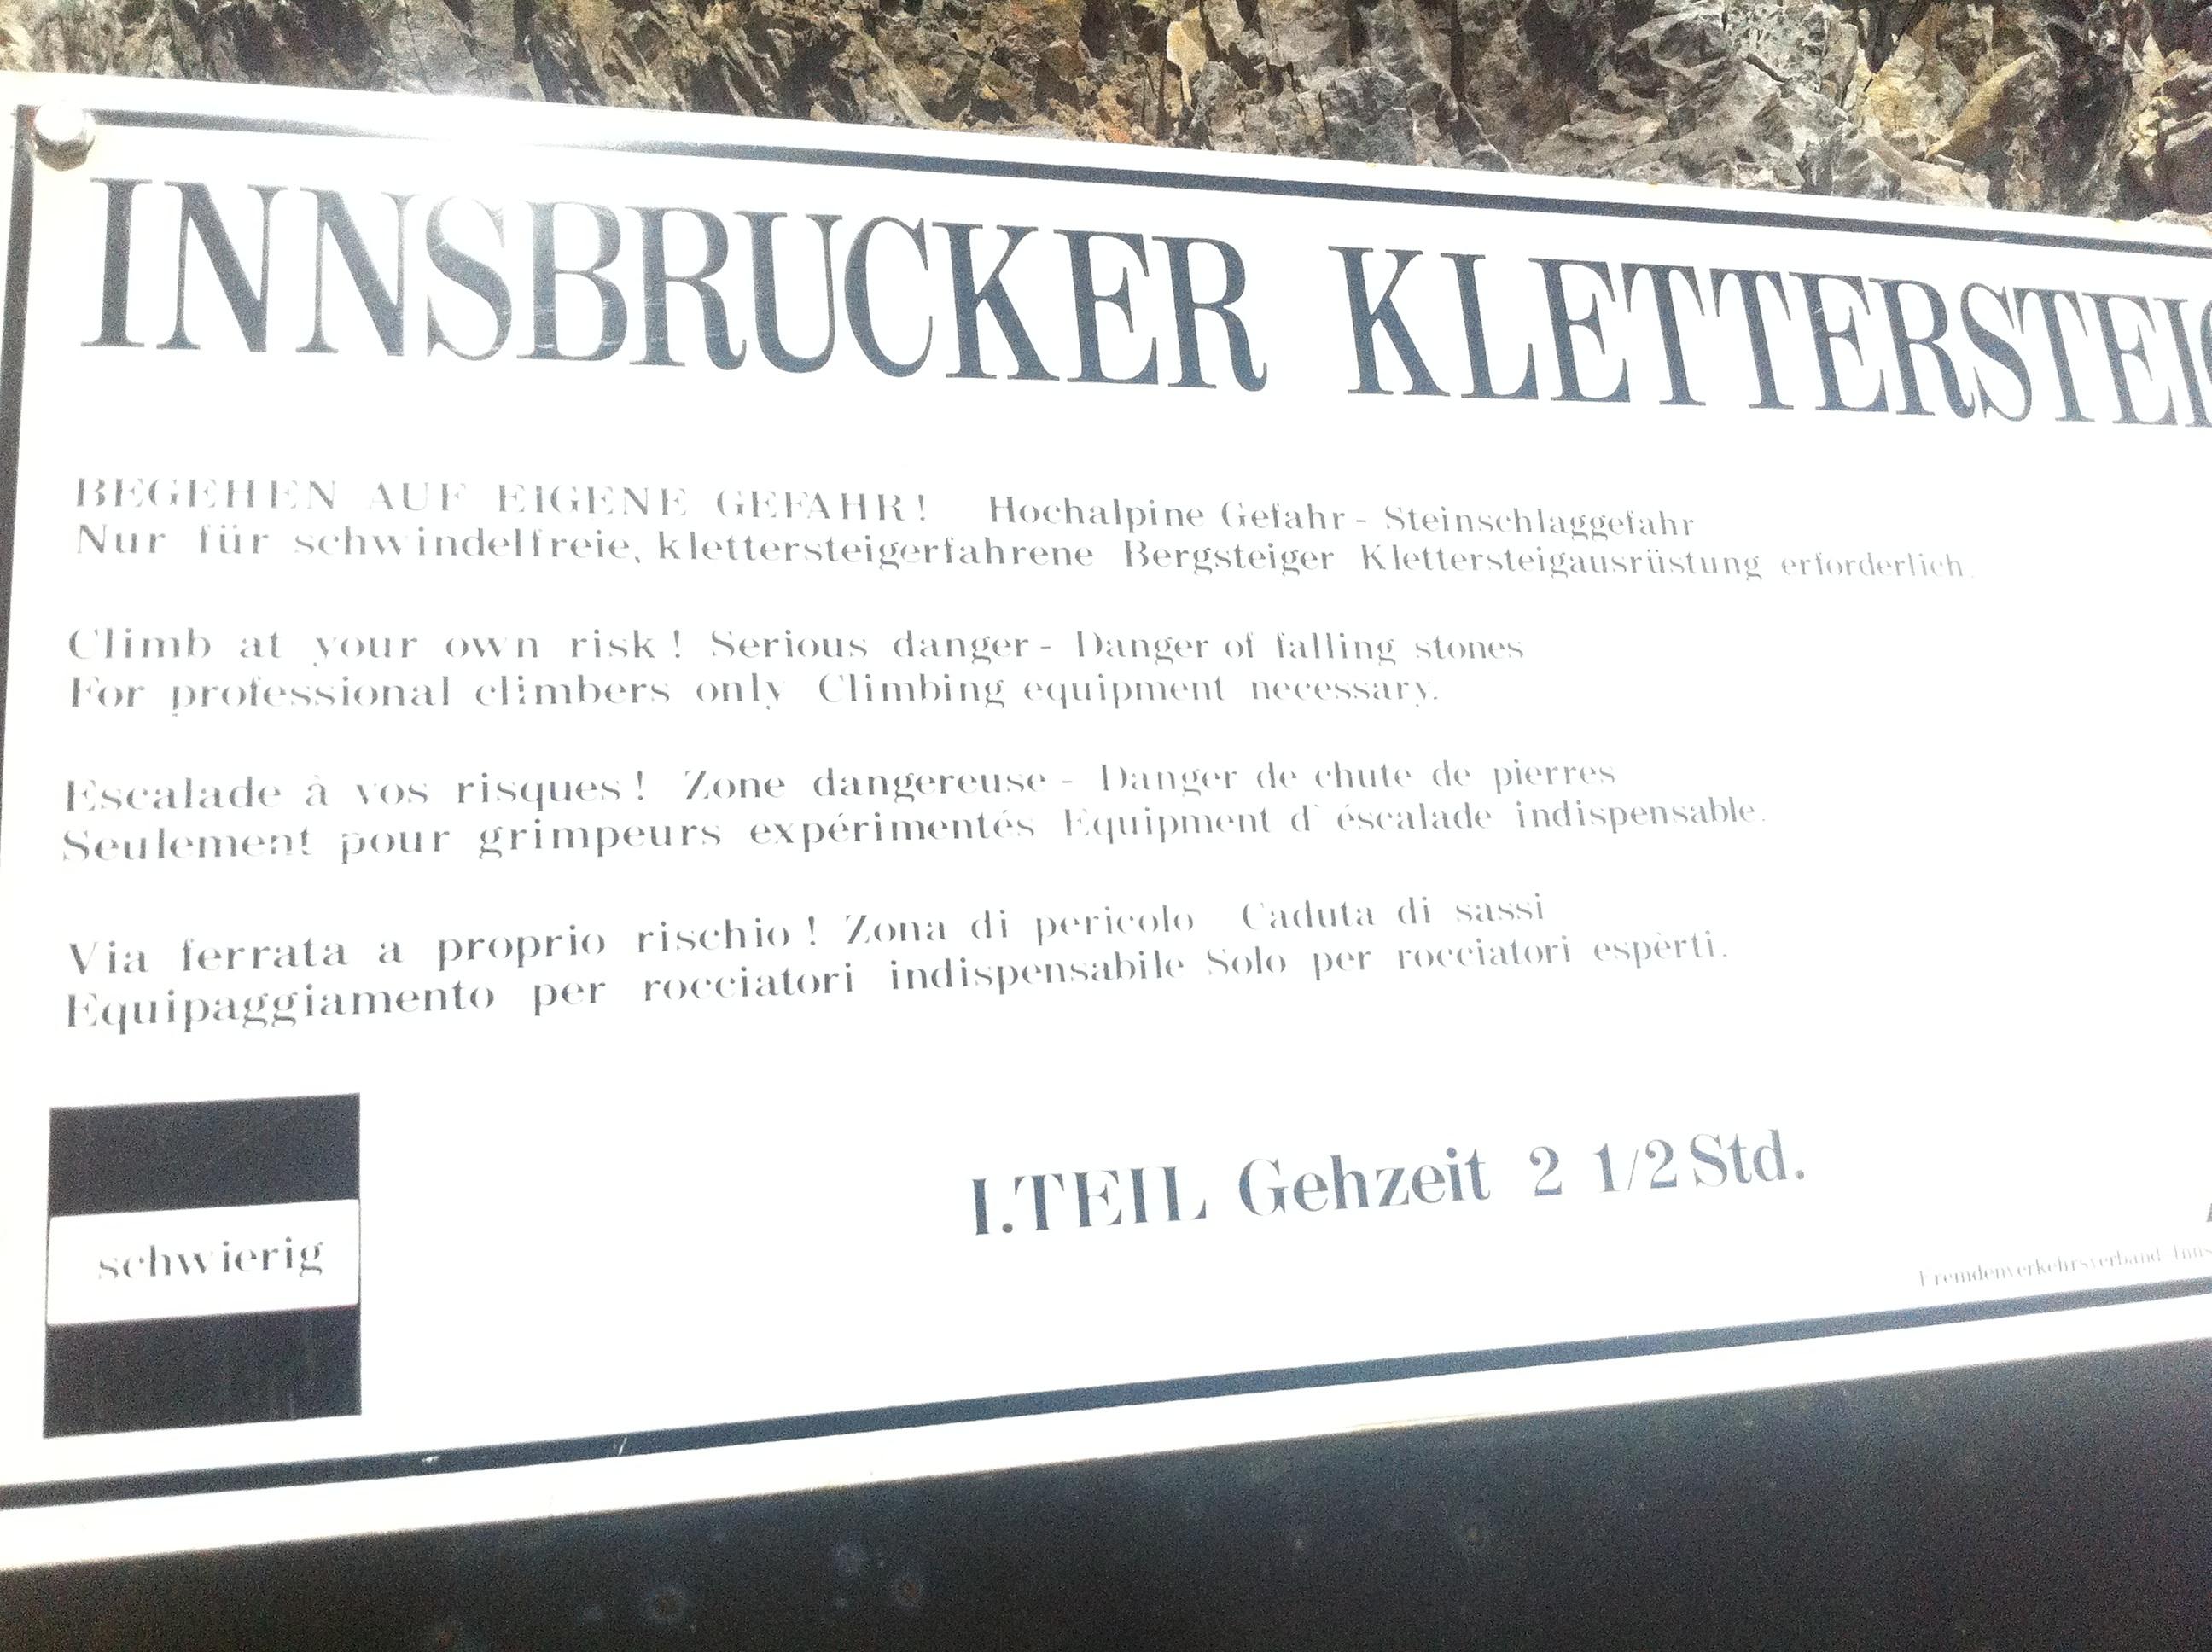 INNSBRUCKER KLETTERSTEIG
BEGEHEN AUF EIGENE GEFAHR! Hochalpine Gefahr - Steinschlaggefahr
Nur für schwindelfreie, klettersteigerfahrene Bergsteiger Klettersteigausrüstung erforderlich.
Climb at your own risk! Serious danger - Danger of falling stones
For professional climbers only Climbing equipment necessary.
Escalade à vos risques! Zone dangereuse - Danger de chute de pierres
Seulement pour grimpeurs expérimentés Equipment d`éscalade indispensable.
Via ferrata a proprio rischio! Zona di pericolo Caduta di sassi
Equipaggiamento per rocciatori indispensabile Solo per rocciatori espèrti.
I.TEIL Gehzeit 2 1/2 Std.
schwierig
Fremdenverkehrsverband